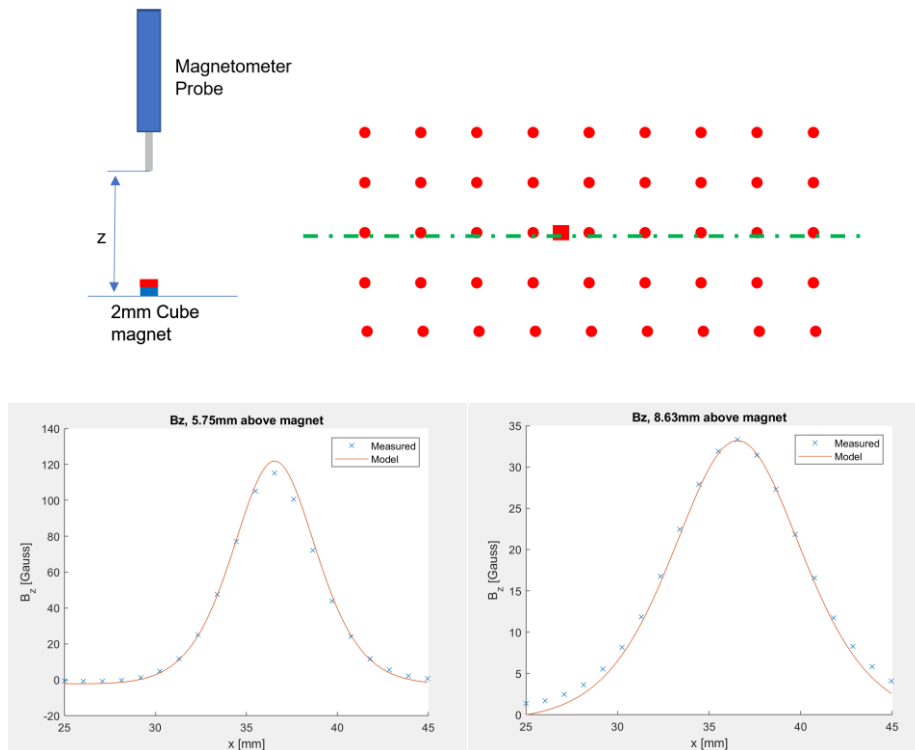 Magnetometer
Probe
z
2mm Cube
magnet
Bz, 5.75mm above magnet
140
120
100
80
60
40
20
0
-20
B_z [Gauss]
Measured
Model
25
30
35
40
45
x [mm]
Bz, 8.63mm above magnet
35
30
25
20
15
10
5
0
B_z [Gauss]
Measured
Model
25
30
35
40
45
x [mm]